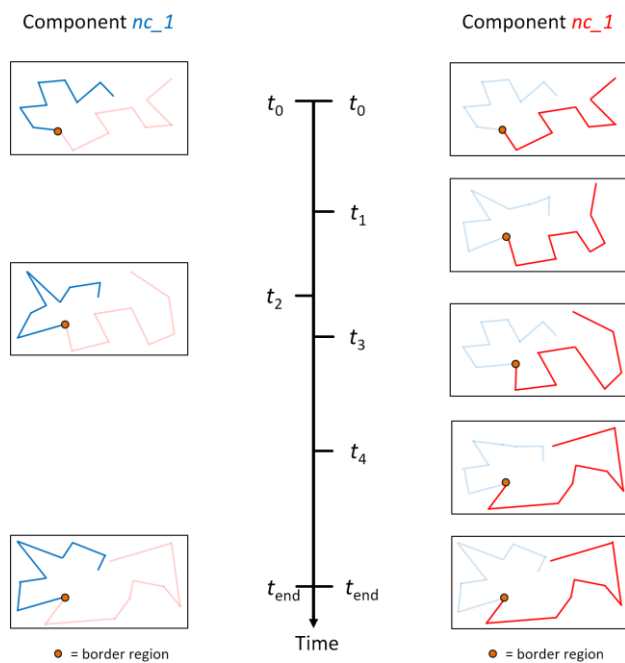 Component nc_1
Component nc_1
t0
t0
t1
t2
t3
t4
tend
tend
Time
= border region
= border region